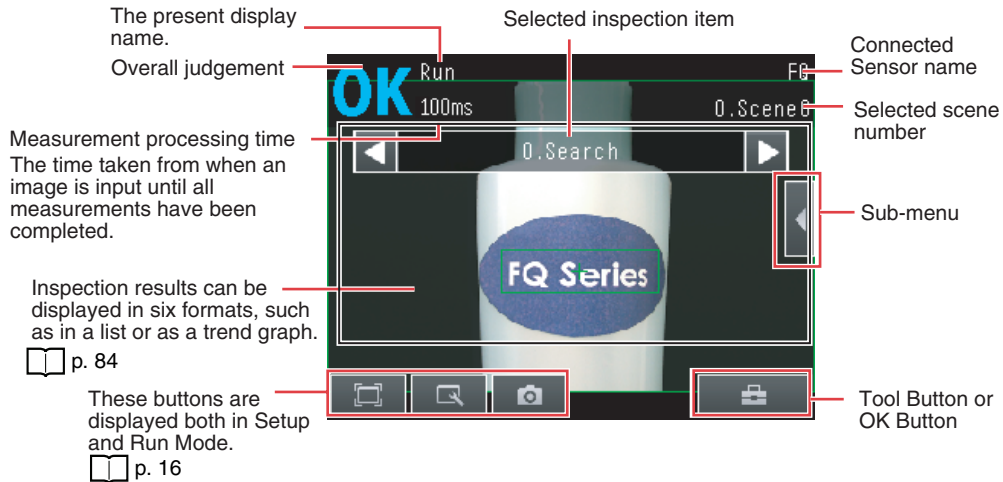 The present display
name.
Selected inspection item
Overall judgement
Connected
Sensor name
OK
Run
FQ
100ms
0.Scene0
Selected scene
number
Measurement processing time
The time taken from when an
image is input until all
measurements have been
completed.
0.Search
Sub-menu
FQ Series
Inspection results can be
displayed in six formats, such
as in a list or as a trend graph.
p. 84
These buttons are
displayed both in Setup
and Run Mode.
p. 16
Tool Button or
OK Button